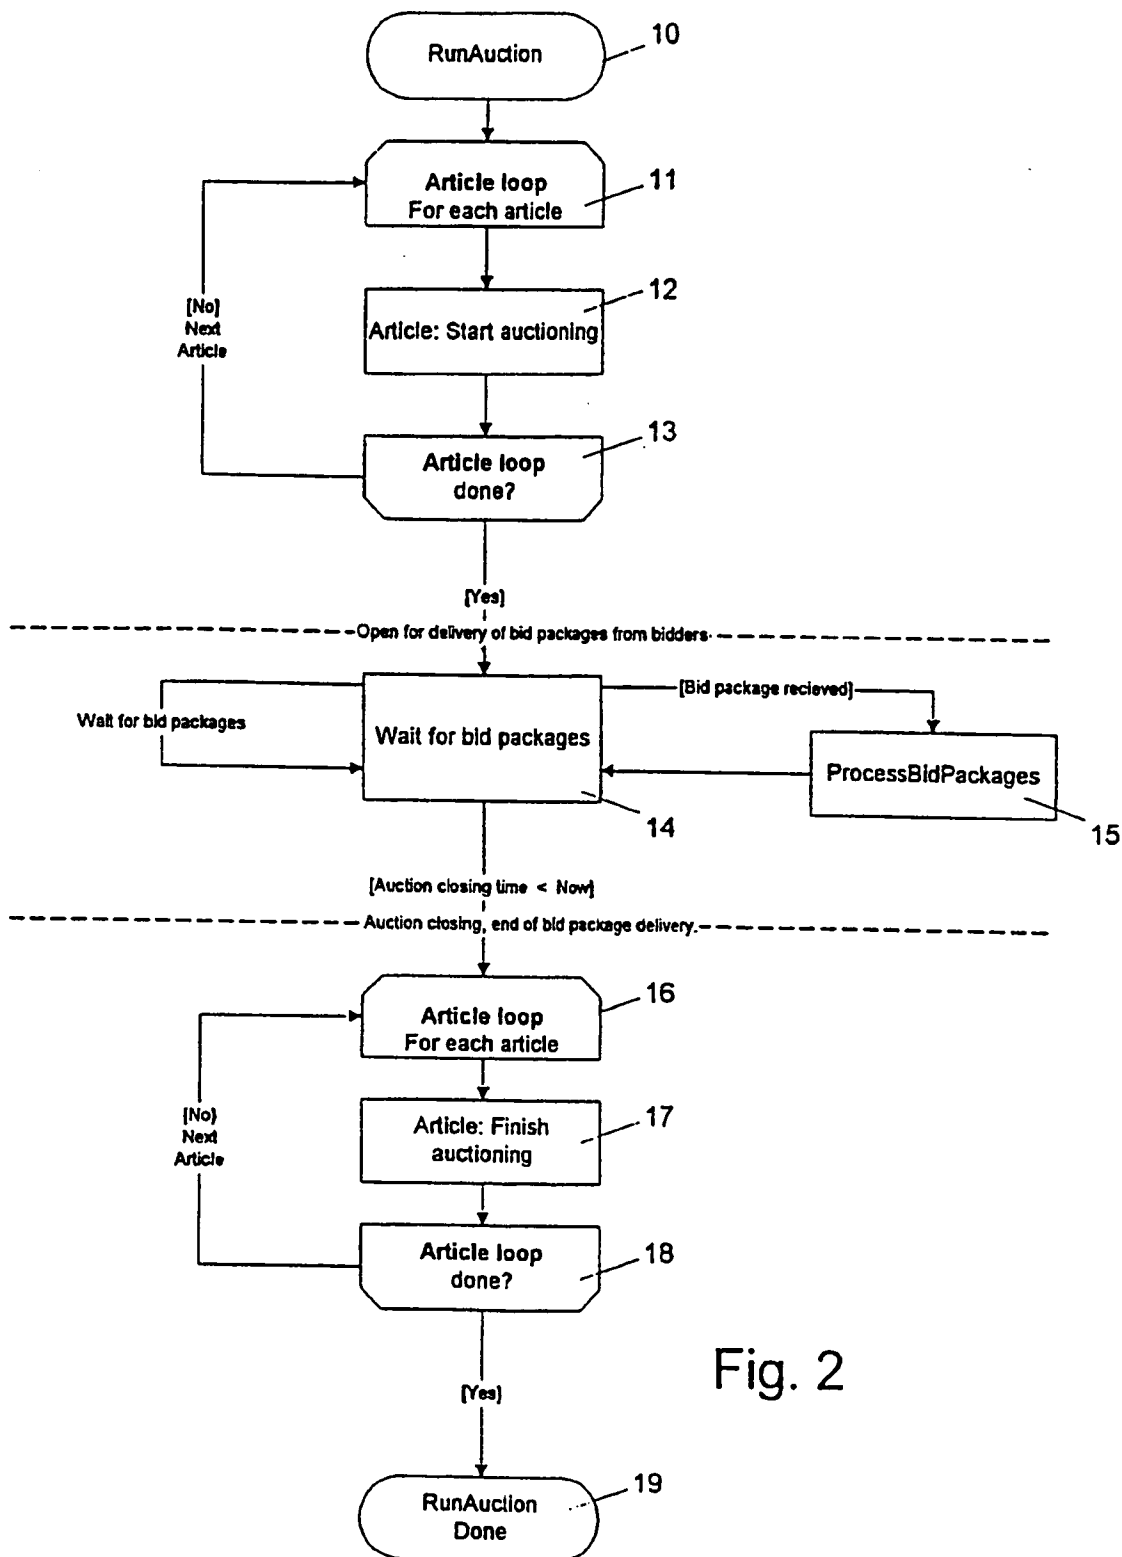 RunAuction
10
Article loop
For each article
11
12
Article: Start auctioning
[No]
Next
Article
13
Article loop
done?
[Yes]
Open for delivery of bid packages from bidders
Wait for bid packages
Wait for bid packages
[Bid package recieved]
ProcessBidPackages
14
15
[Auction closing time < Now]
Auction closing, end of bid package delivery.
16
Article loop
For each article
17
Article: Finish
auctioning
[No]
Next
Article
18
Article loop
done?
Fig. 2
[Yes]
19
RunAuction
Done